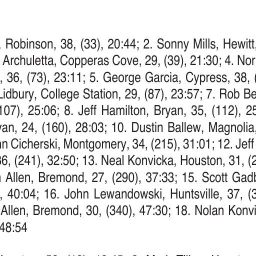 Robinson, 38, (33), 20:44; 2. Sonny Mills, Hewitt,
Archuletta, Copperas Cove, 29, (39), 21:30; 4. Nor
, 36, (73), 23:11; 5. George Garcia, Cypress, 38, (
Lidbury, College Station, 29, (87), 23:57; 7. Rob Be
107), 25:06; 8. Jeff Hamilton, Bryan, 35, (112), 25
yan, 24, (160), 28:03; 10. Dustin Ballew, Magnolia,
nn Cicherski, Montgomery, 34, (215), 31:01; 12. Jeff
36, (241), 32:50; 13. Neal Konvicka, Houston, 31, (2
Allen, Bremond, 27, (290), 37:33; 15. Scott Gadb
, 40:04; 16. John Lewandowski, Huntsville, 37, (3
Allen, Bremond, 30, (340), 47:30; 18. Nolan Konvi
48:54